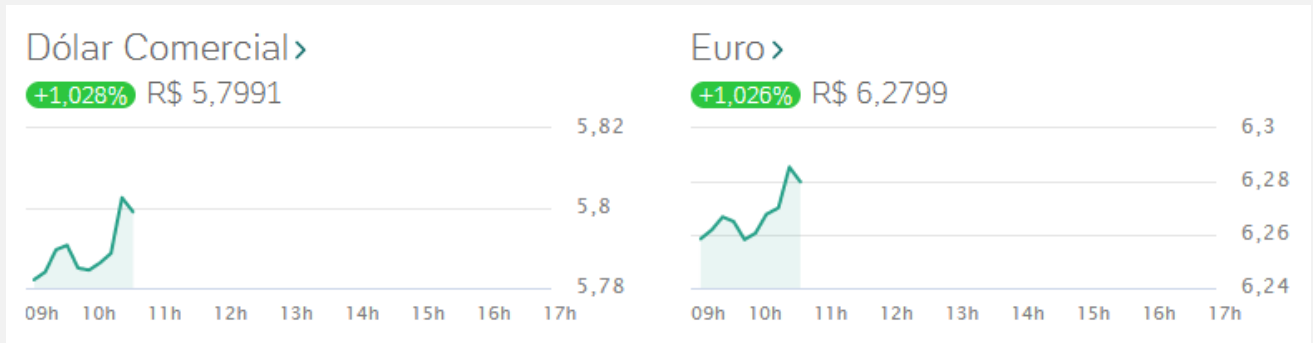 Dólar Comercial
+1,028% R$ 5,7991
5,82
5,8
5,78
09h 10h 11h 12h 13h 14h 15h 16h 17h
Euro
+1,026% R$ 6,2799
6,3
6,28
6,26
6,24
09h 10h 11h 12h 13h 14h 15h 16h 17h